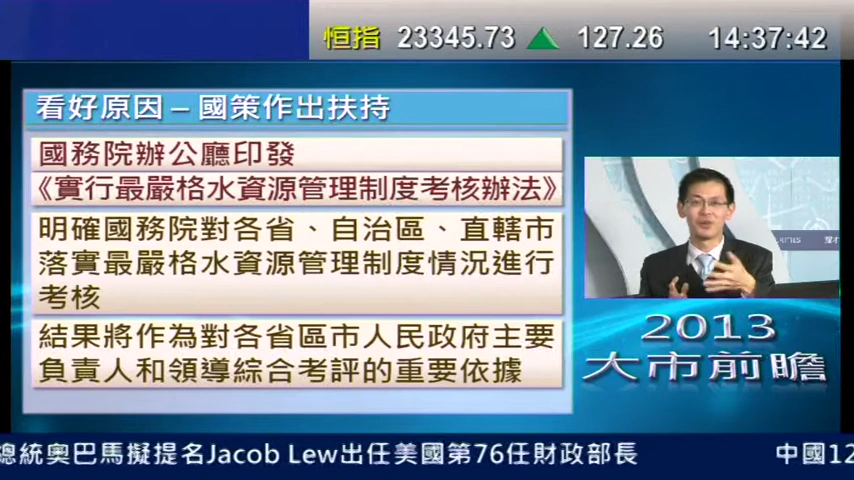 恒指 23345.73 ▲ 127.26 14:37:42
看好原因 – 國策作出扶持
國務院辦公廳印發
《實行最嚴格水資源管理制度考核辦法》
明確國務院對各省、自治區、直轄市
落實最嚴格水資源管理制度情況進行
考核
結果將作為對各省區市人民政府主要
負責人和領導綜合考評的重要依據
2013
大市前瞻
總統奧巴馬擬提名Jacob Lew出任美國第76任財政部長 中國12